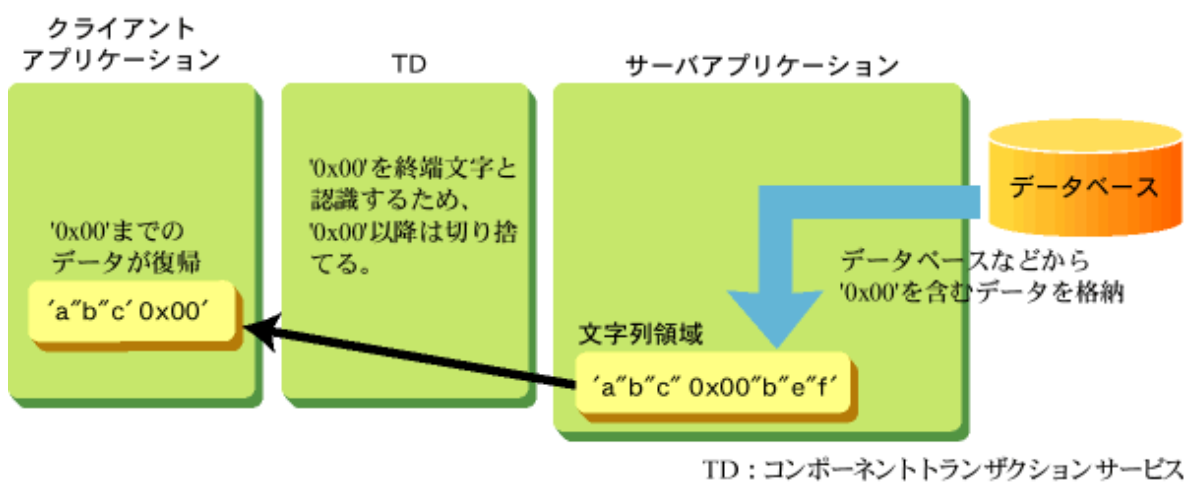 クライアント
アプリケーション
TD
サーバアプリケーション
'0x00'を終端文字と
認識するため、
'0x00'以降は切り捨
てる。
データベース
'0x00'までの
データが復帰
データベースなどから
'0x00'を含むデータを格納
′a″b″c′ 0x00′
文字列領域
′a″b″c″ 0x00″b″e″f′
TD：コンポーネントトランザクションサービス